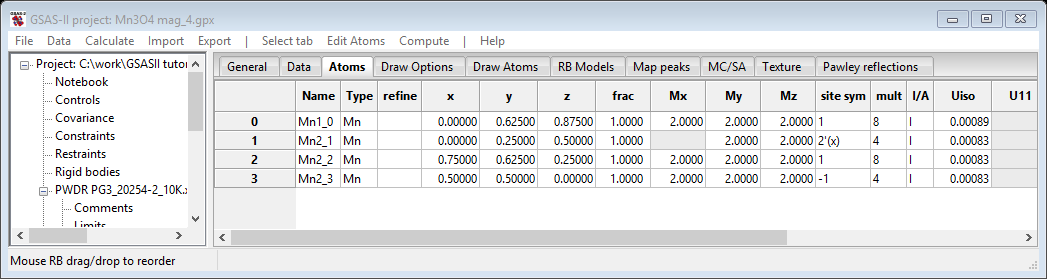 GSAS-II project: Mn3O4 mag_4.gpx
File Data Calculate Import Export | Select tab Edit Atoms Compute | Help
Project: C:\work\GSASII tutor
Notebook
Controls
Covariance
Constraints
Restraints
Rigid bodies
PWDR PG3_20254-2_10K.x
Comments
Limits
General Data Atoms Draw Options Draw Atoms RB Models Map peaks MC/SA Texture Pawley reflections
Name Type refine x y z frac Mx My Mz site sym mult I/A Uiso U11
0 Mn1_0 Mn 0.00000 0.62500 0.87500 1.0000 2.0000 2.0000 2.0000 1 8 I 0.00089
1 Mn2_1 Mn 0.00000 0.25000 0.50000 1.0000 2.0000 2.0000 2'(x) 4 I 0.00083
2 Mn2_2 Mn 0.75000 0.62500 0.25000 1.0000 2.0000 2.0000 2.0000 1 8 I 0.00083
3 Mn2_3 Mn 0.50000 0.50000 0.00000 1.0000 2.0000 2.0000 2.0000 -1 4 I 0.00083
Mouse RB drag/drop to reorder